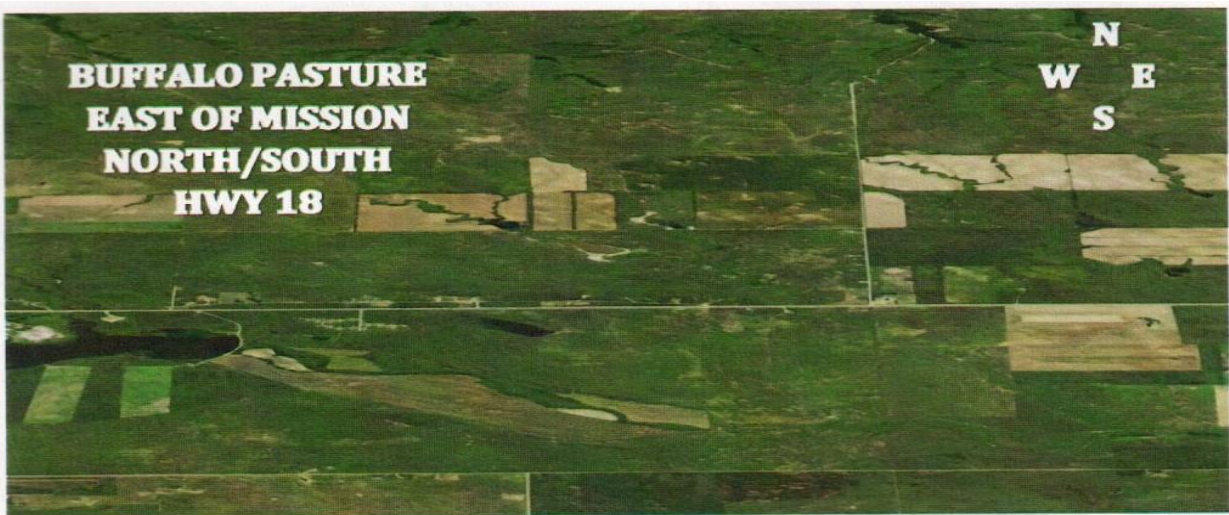 BUFFALO PASTURE
EAST OF MISSION
NORTH/SOUTH
HWY 18
N
W E
S